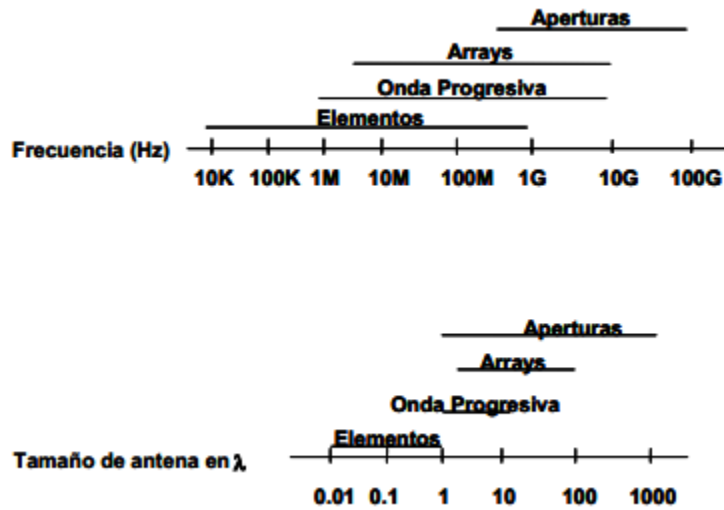 Aperturas
Arrays
Onda Progresiva
Elementos
Frecuencia (Hz)
10K 100K 1M 10M 100M 1G 10G 100G
Aperturas
Arrays
Onda Progresiva
Elementos
Tamaño de antena en λ
0.01 0.1 1 10 100 1000